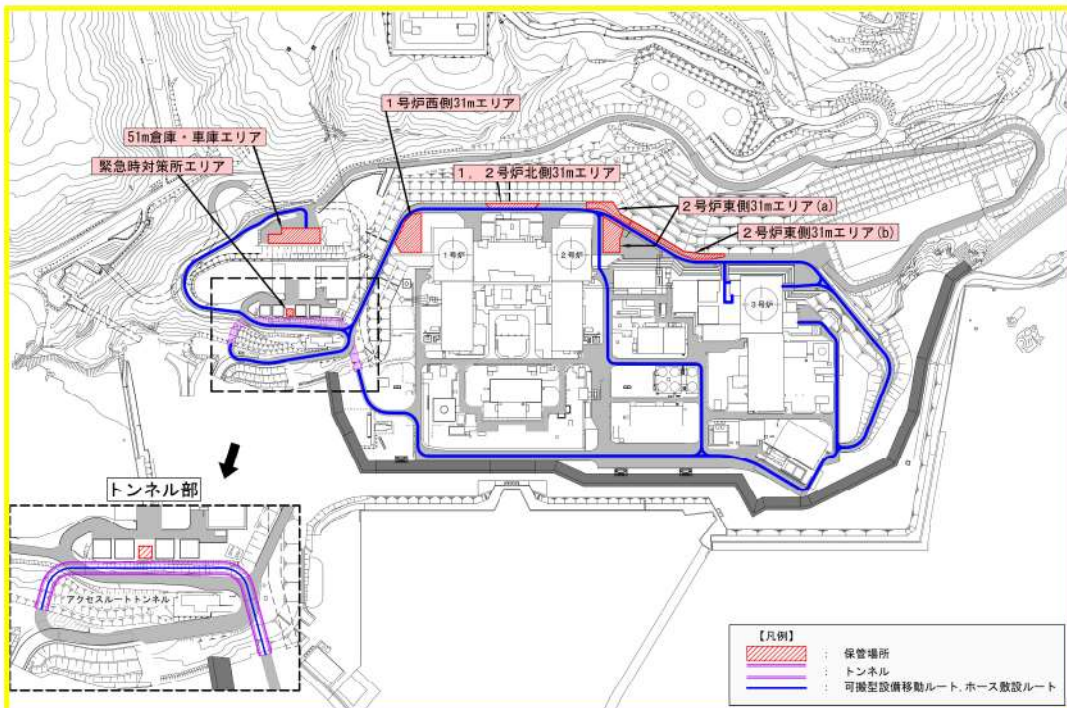 1号炉西側31mエリア
51m倉庫・車庫エリア
緊急時対策所エリア
1，2号炉北側31mエリア
2号炉東側31mエリア(a)
2号炉東側31mエリア(b)
1号炉
2号炉
3号炉
トンネル部
アクセスルートトンネル
【凡例】
： 保管場所
： トンネル
： 可搬型設備移動ルート，ホース敷設ルート